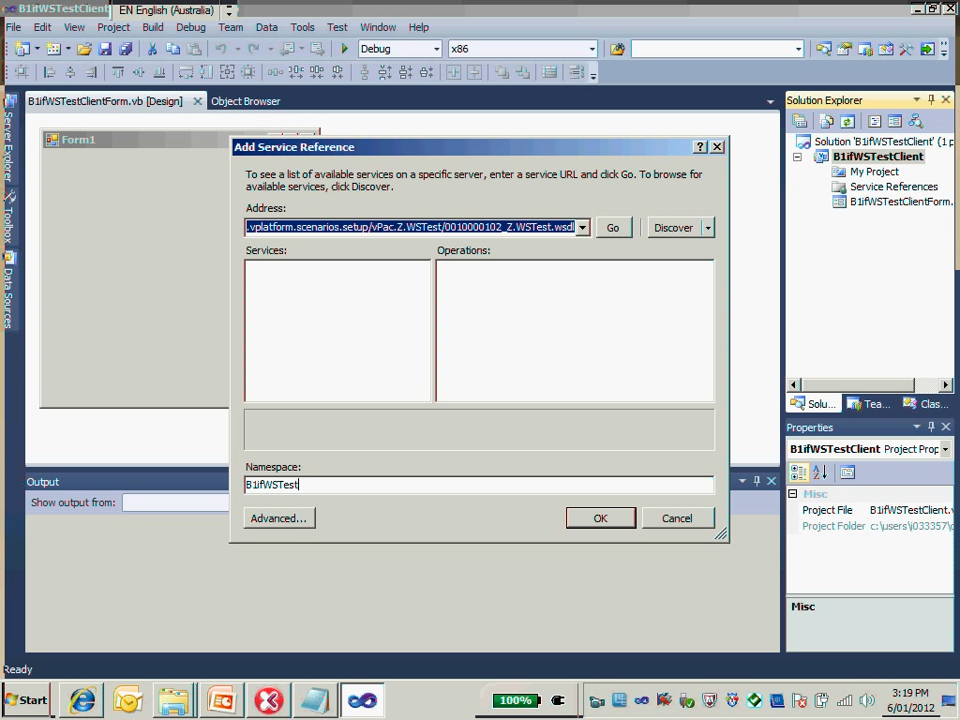 B1ifWSTestClient
EN English (Australia)
File Edit View Project Build Debug Team Data Tools Test Window Help
Debug x86
B1ifWSTestClientForm.vb [Design] Object Browser
Server Explorer
Toolbox
Data Sources
Form1
Add Service Reference
To see a list of available services on a specific server, enter a service URL and click Go. To browse for
available services, click Discover.
Address:
.vplatform.scenarios.setup/vPac.Z.WSTest/0010000102_Z.WSTest.wsdl
Go Discover
Services: Operations:
Namespace:
B1ifWSTest
Advanced... OK Cancel
Solution Explorer
Solution 'B1ifWSTestClient' (1 p
B1ifWSTestClient
My Project
Service References
B1ifWSTestClientForm.
Solu... Tea... Clas...
Properties
B1ifWSTestClient Project Prop
Misc
Project File B1ifWSTestClient.
Project Folder c:\users\i033357\
Misc
Output
Show output from:
Ready
Start
100%
3:19 PM
6/01/2012